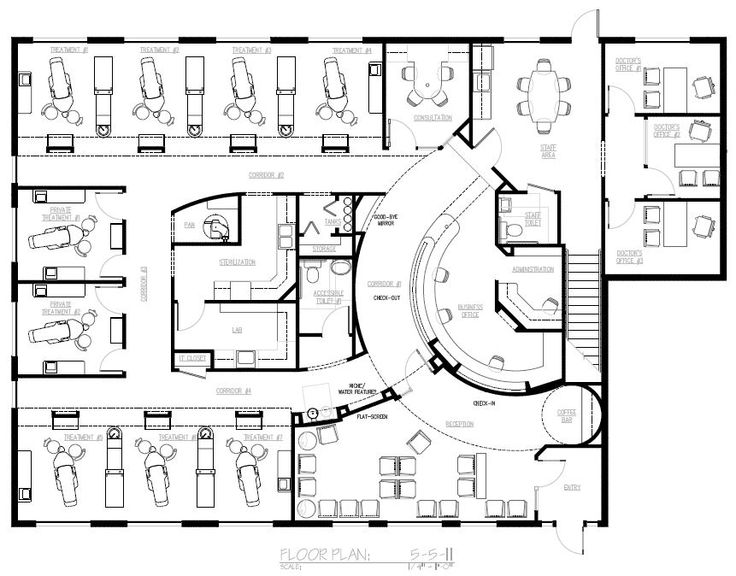 TREATMENT #1
TREATMENT #2
TREATMENT #3
TREATMENT #4
CONSULTATION
STAFF
AREA
DOCTOR'S
OFFICE #1
DOCTOR'S
OFFICE #2
CORRIDOR #2
PRIVATE
TREATMENT #1
PAN
TANKS
GOOD-BYE
MIRROR
STAFF
TOILET
DOCTOR'S
OFFICE #3
STORAGE
STERILIZATION
CORRIDOR #3
ACCESSIBLE
TOILET #1
CORRIDOR #1
CHECK-OUT
ADMINISTRATION
BUSINESS
OFFICE
PRIVATE
TREATMENT #2
LAB
I.T. CLOSET
CORRIDOR #4
NICHE/
WATER FEATURE
FLAT-SCREEN
CHECK-IN
COFFEE
BAR
RECEPTION
TREATMENT #5
TREATMENT #6
TREATMENT #7
ENTRY
FLOOR PLAN: 5-5-11
SCALE: 1/4" = 1'-0"